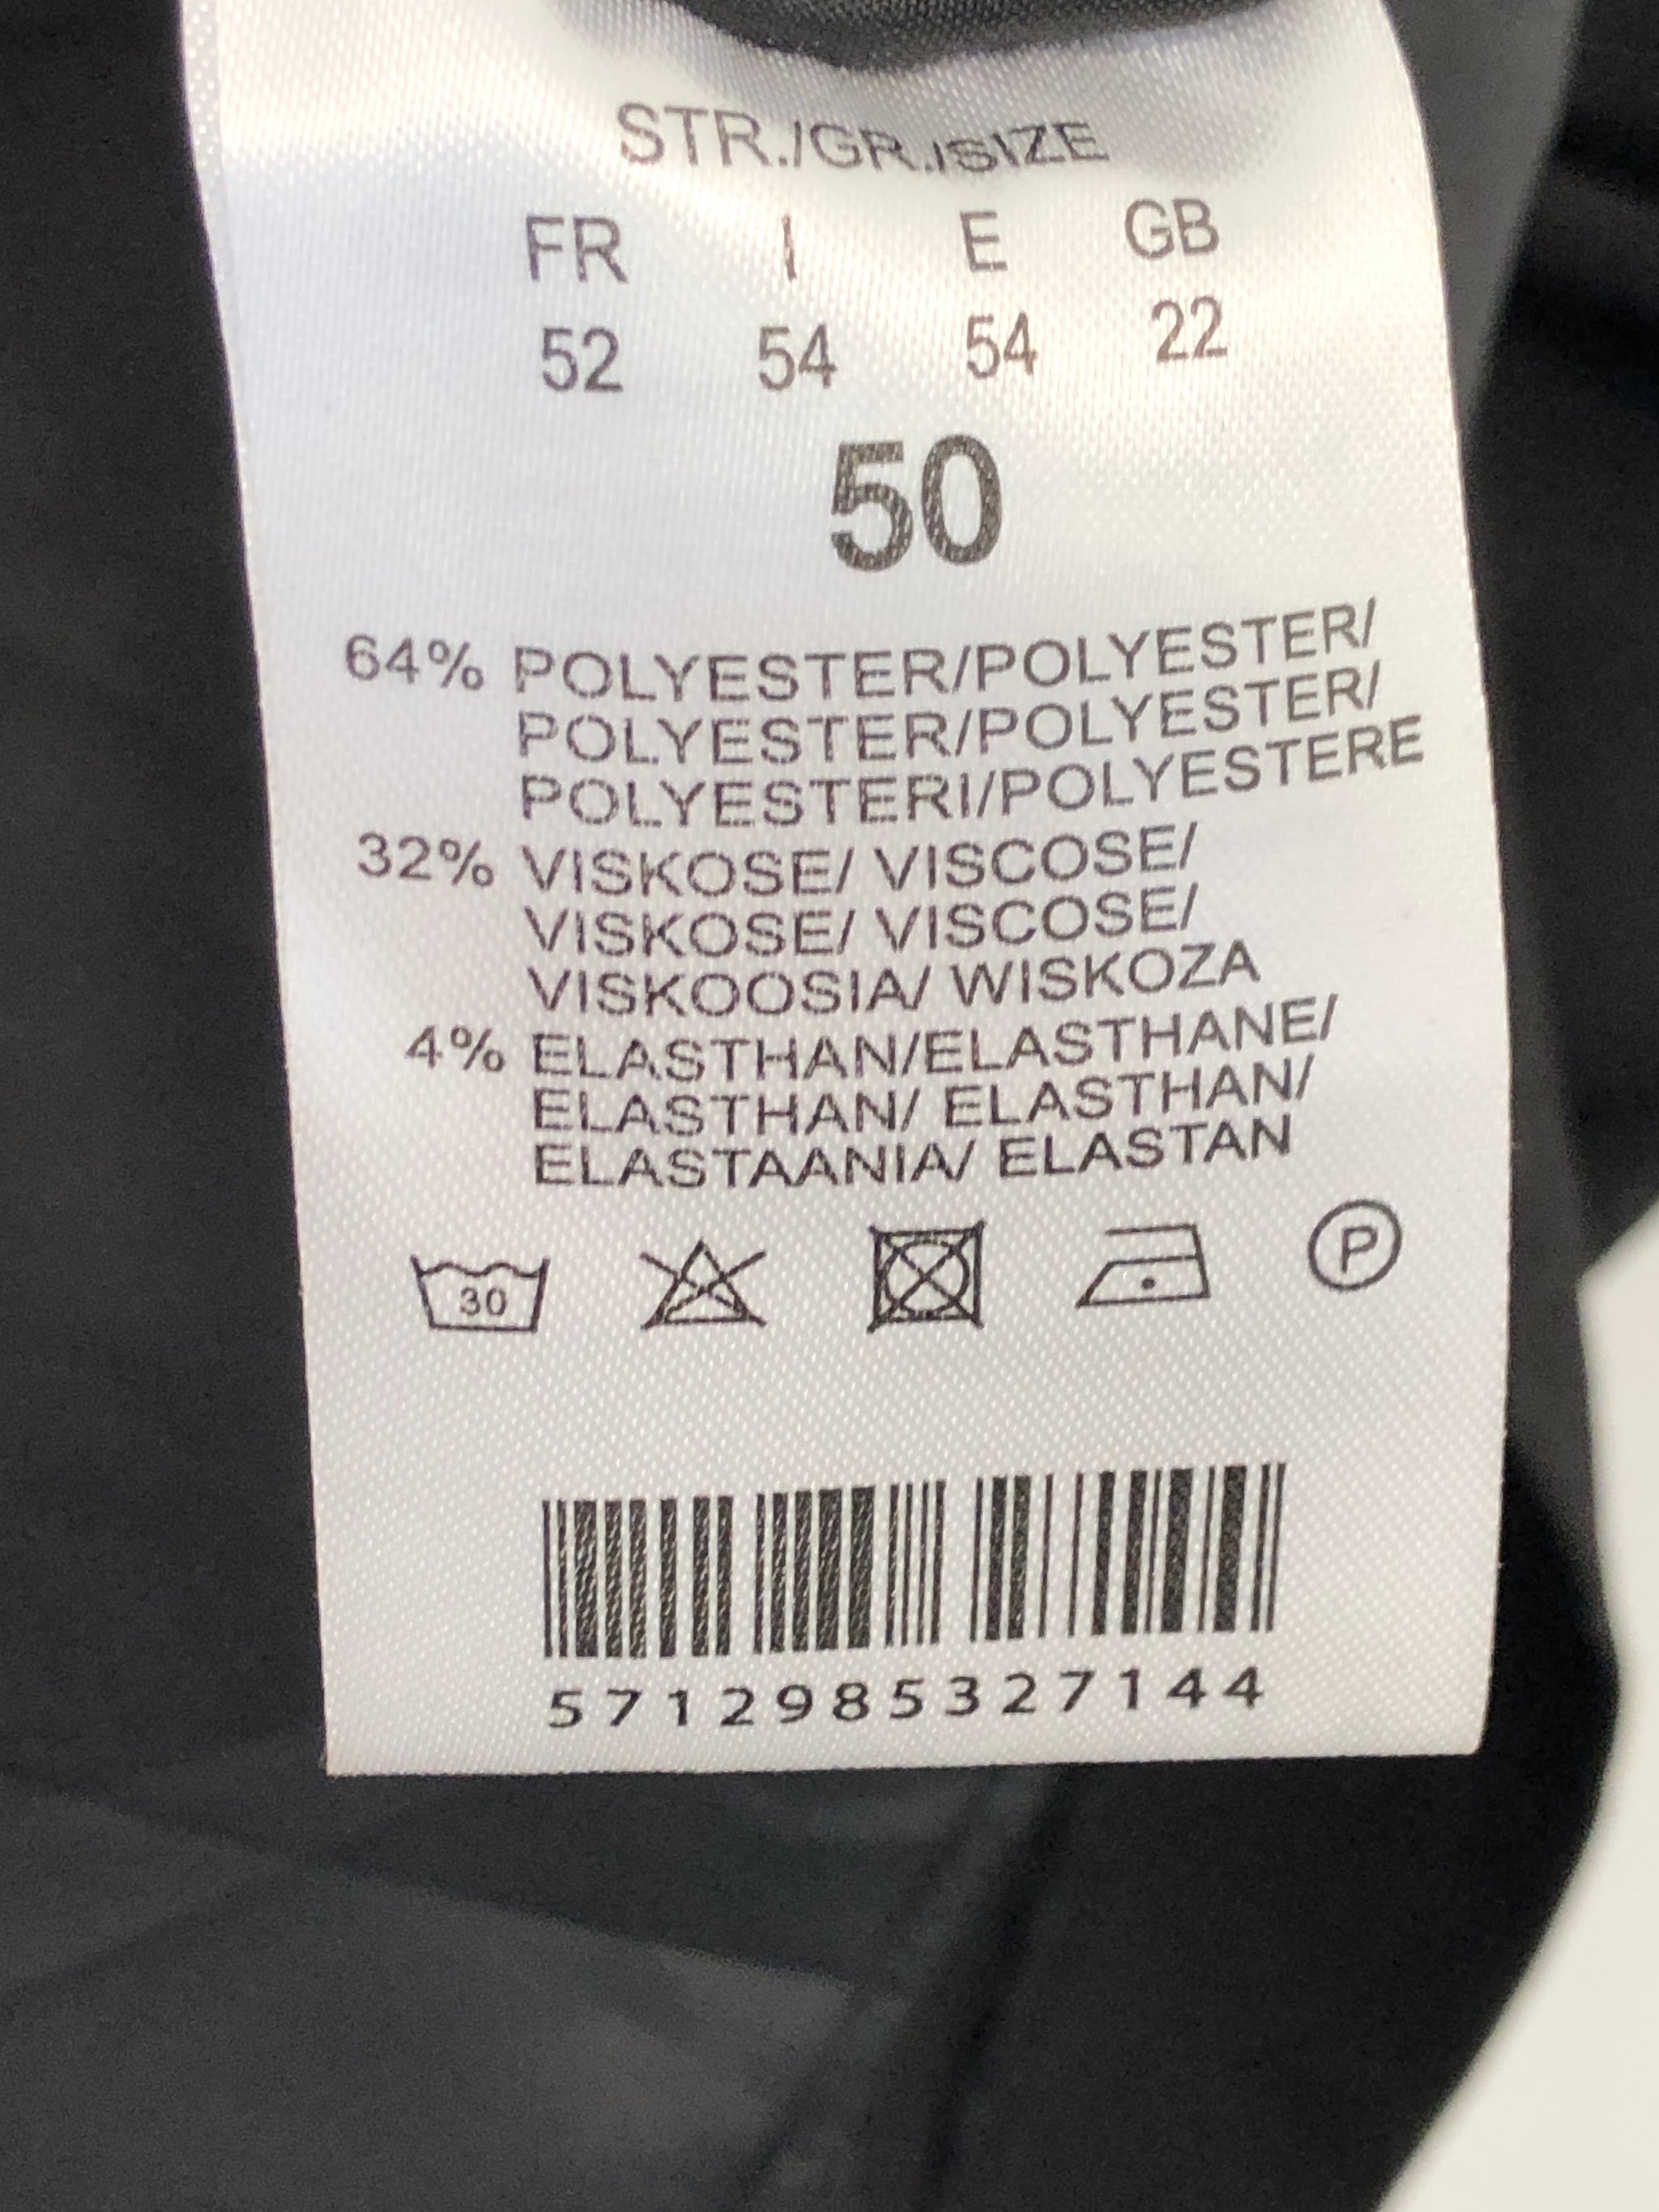 STR./GR./SIZE
FR I E GB
52 54 54 22
50
64% POLYESTER/POLYESTER/
POLYESTER/POLYESTER/
POLYESTERI/POLYESTERE
32% VISKOSE/ VISCOSE/
VISKOSE/ VISCOSE/
VISKOOSIA/ WISKOZA
4% ELASTHAN/ELASTHANE/
ELASTHAN/ ELASTHAN/
ELASTAANIA/ ELASTAN
30 P
5712985327144